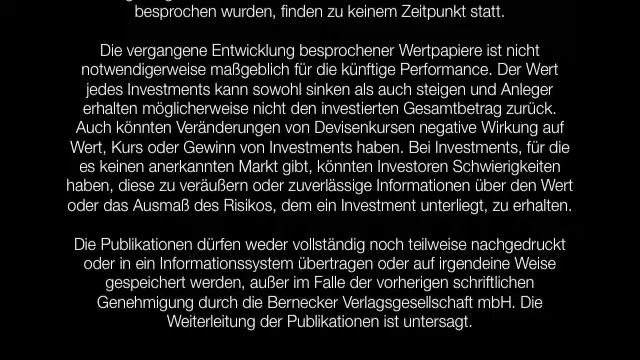 besprochen wurden, finden zu keinem Zeitpunkt statt.
Die vergangene Entwicklung besprochener Wertpapiere ist nicht
notwendigerweise maßgeblich für die künftige Performance. Der Wert
jedes Investments kann sowohl sinken als auch steigen und Anleger
erhalten möglicherweise nicht den investierten Gesamtbetrag zurück.
Auch könnten Veränderungen von Devisenkursen negative Wirkung auf
Wert, Kurs oder Gewinn von Investments haben. Bei Investments, für die
es keinen anerkannten Markt gibt, könnten Investoren Schwierigkeiten
haben, diese zu veräußern oder zuverlässige Informationen über den Wert
oder das Ausmaß des Risikos, dem ein Investment unterliegt, zu erhalten.
Die Publikationen dürfen weder vollständig noch teilweise nachgedruckt
oder in ein Informationssystem übertragen oder auf irgendeine Weise
gespeichert werden, außer im Falle der vorherigen schriftlichen
Genehmigung durch die Bernecker Verlagsgesellschaft mbH. Die
Weiterleitung der Publikationen ist untersagt.